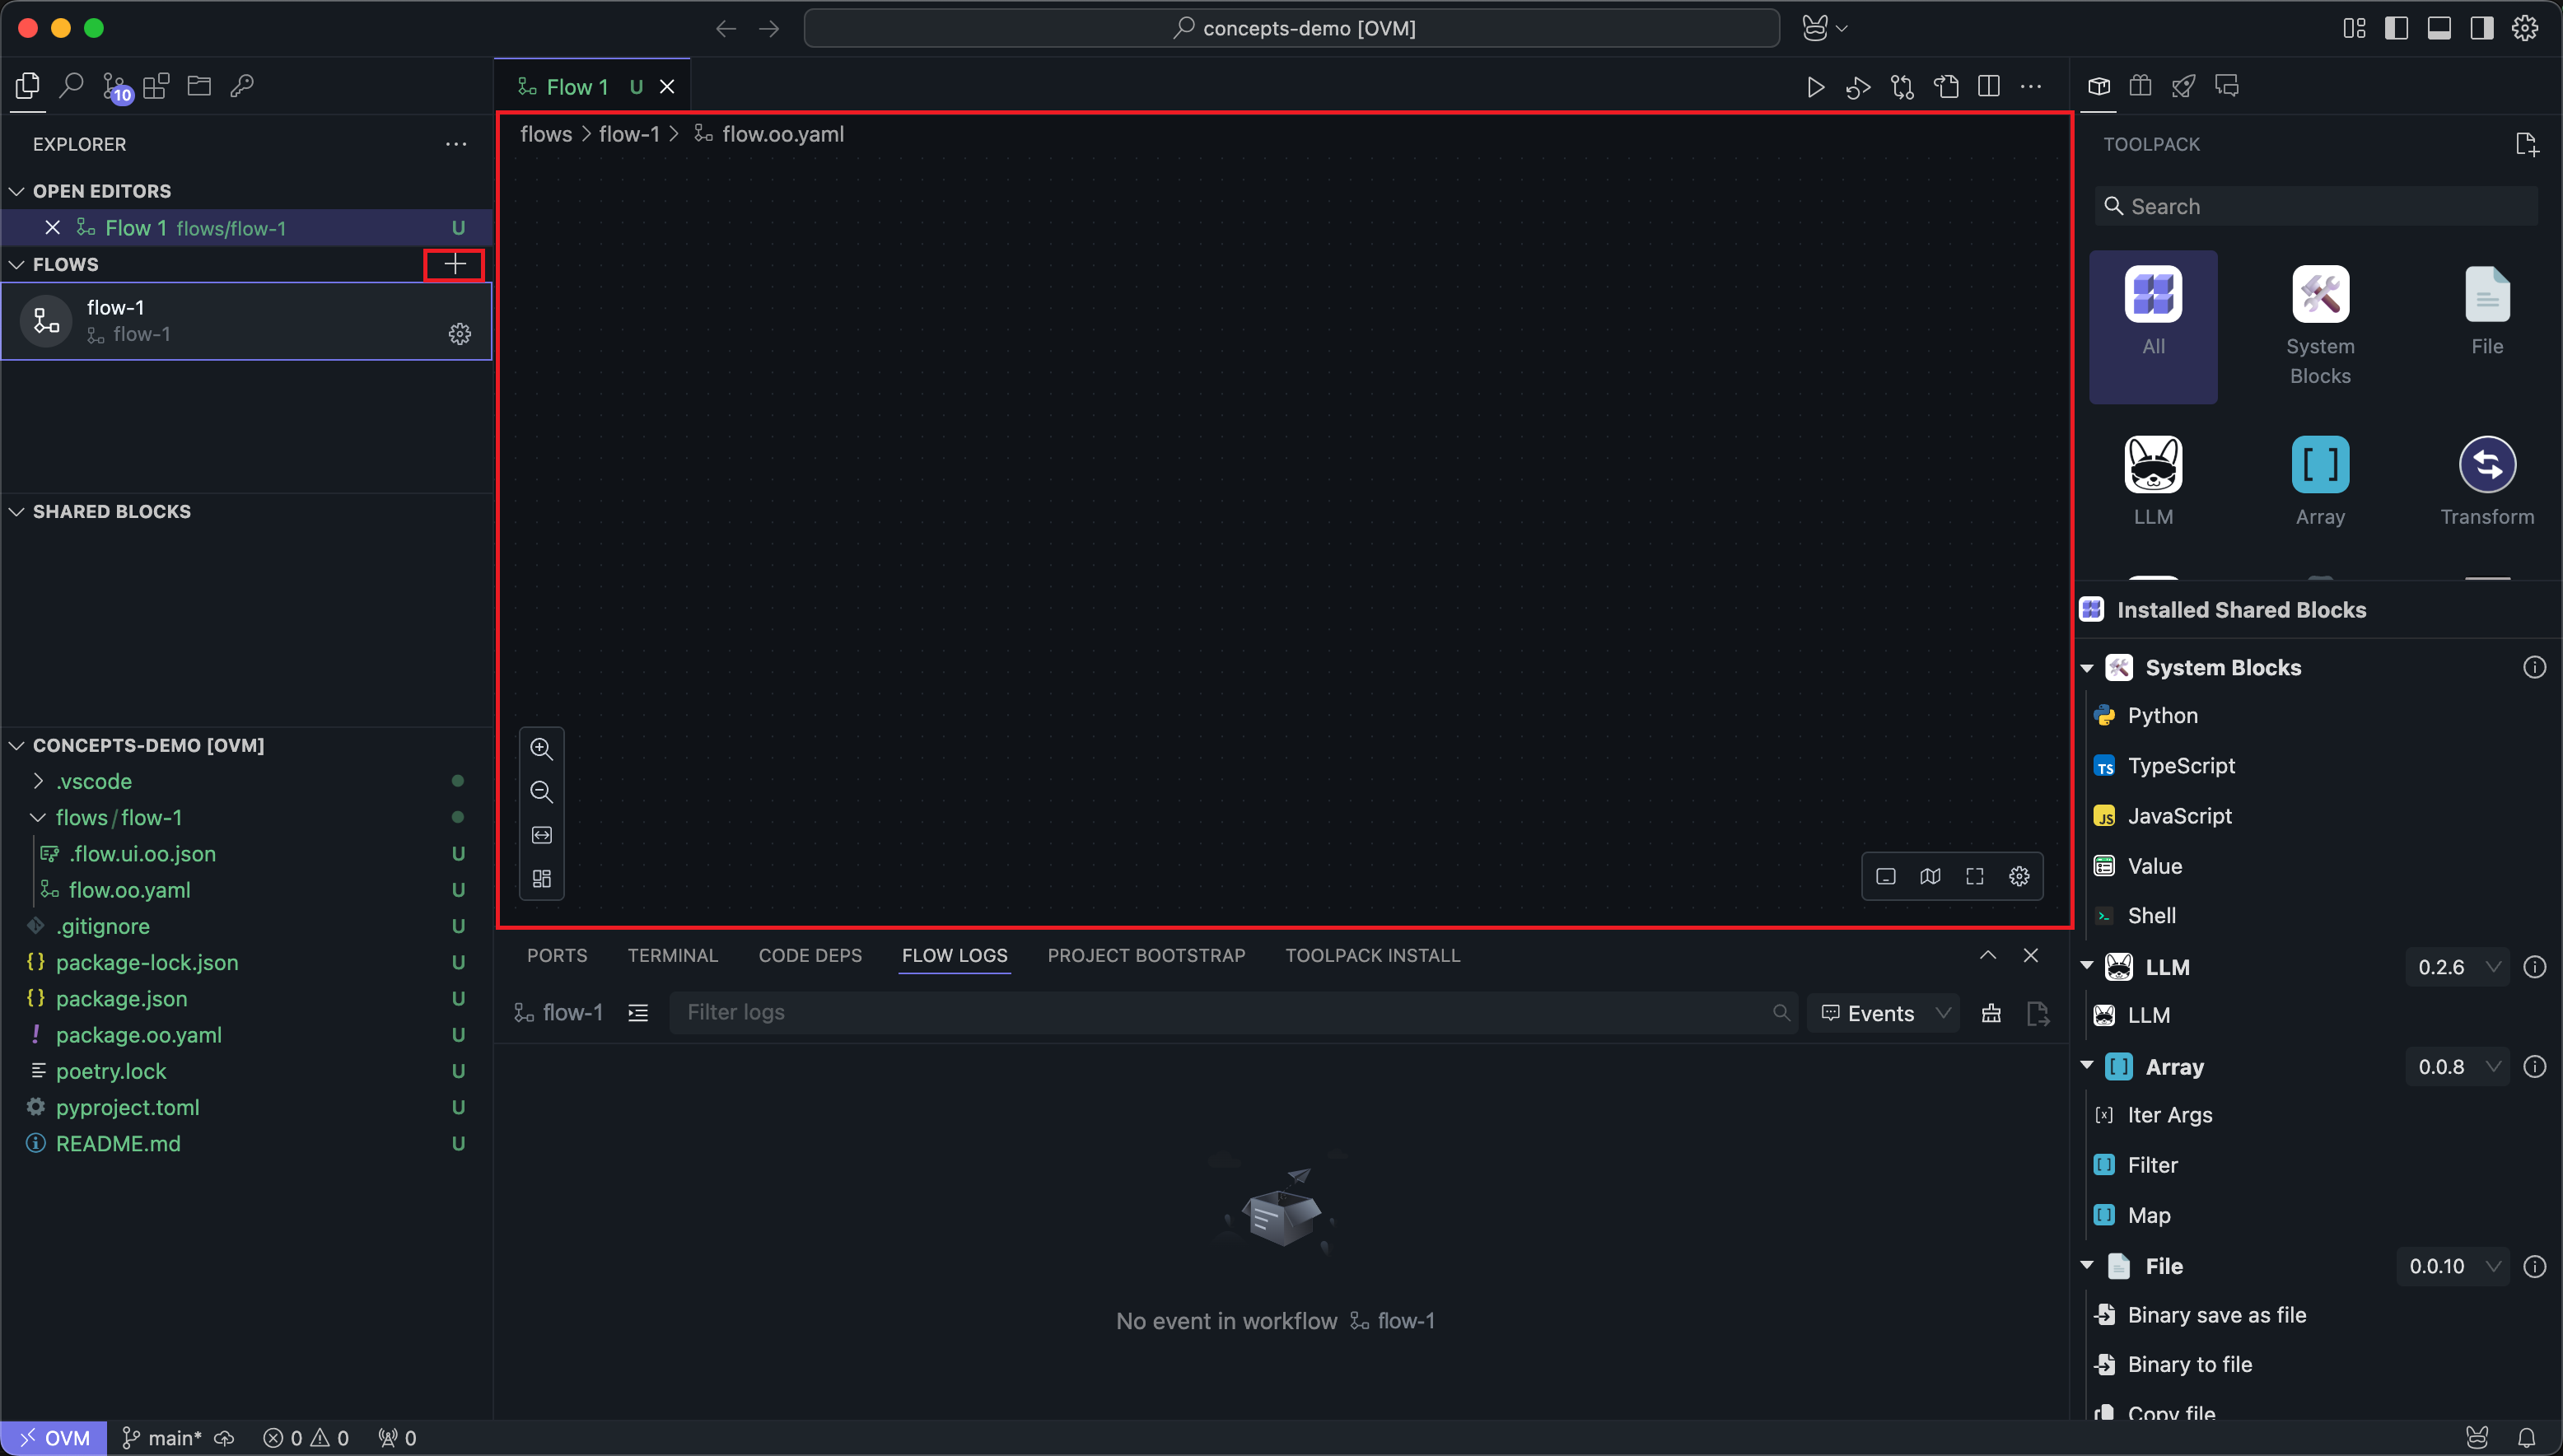 concepts-demo [OVM]
10
EXPLORER
OPEN EDITORS
Flow 1 flows/flow-1 U
FLOWS
flow-1
flow-1
SHARED BLOCKS
CONCEPTS-DEMO [OVM]
.vscode
flows/flow-1
.flow.ui.oo.json U
flow.oo.yaml U
.gitignore U
package-lock.json U
package.json U
package.oo.yaml U
poetry.lock U
pyproject.toml U
README.md U
Flow 1 U
flows > flow-1 > flow.oo.yaml
PORTS TERMINAL CODE DEPS FLOW LOGS PROJECT BOOTSTRAP TOOLPACK INSTALL
flow-1 Filter logs Events
No event in workflow flow-1
TOOLPACK
Search
All
System
Blocks
File
LLM
Array
Transform
Installed Shared Blocks
System Blocks
Python
TS TypeScript
JS JavaScript
Value
Shell
LLM 0.2.6
LLM
Array 0.0.8
Iter Args
Filter
Map
File 0.0.10
Binary save as file
Binary to file
Copy file
OVM main* 0 0 0